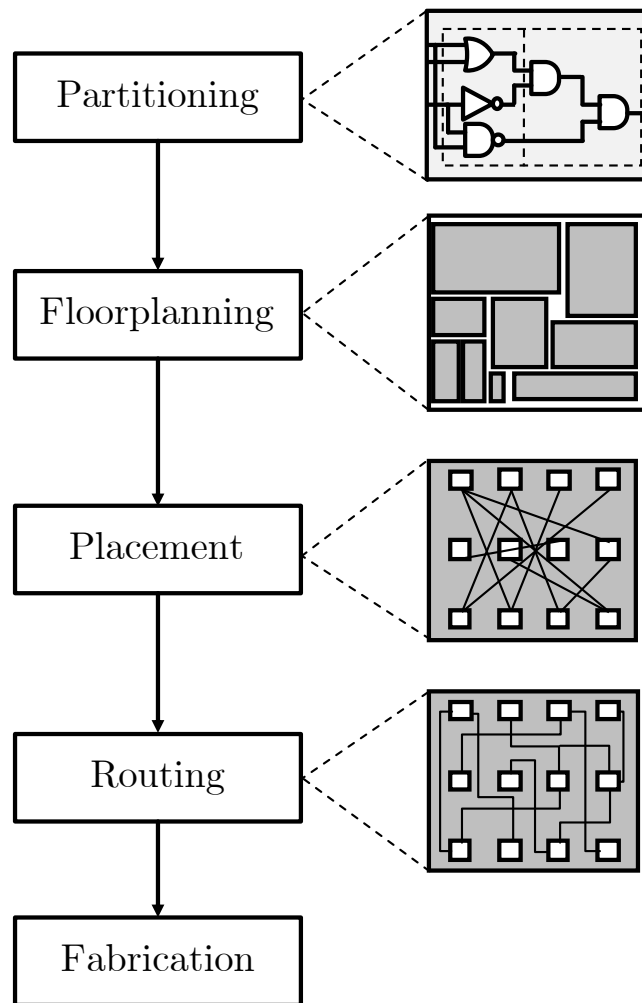 Partitioning
Floorplanning
Placement
Routing
Fabrication